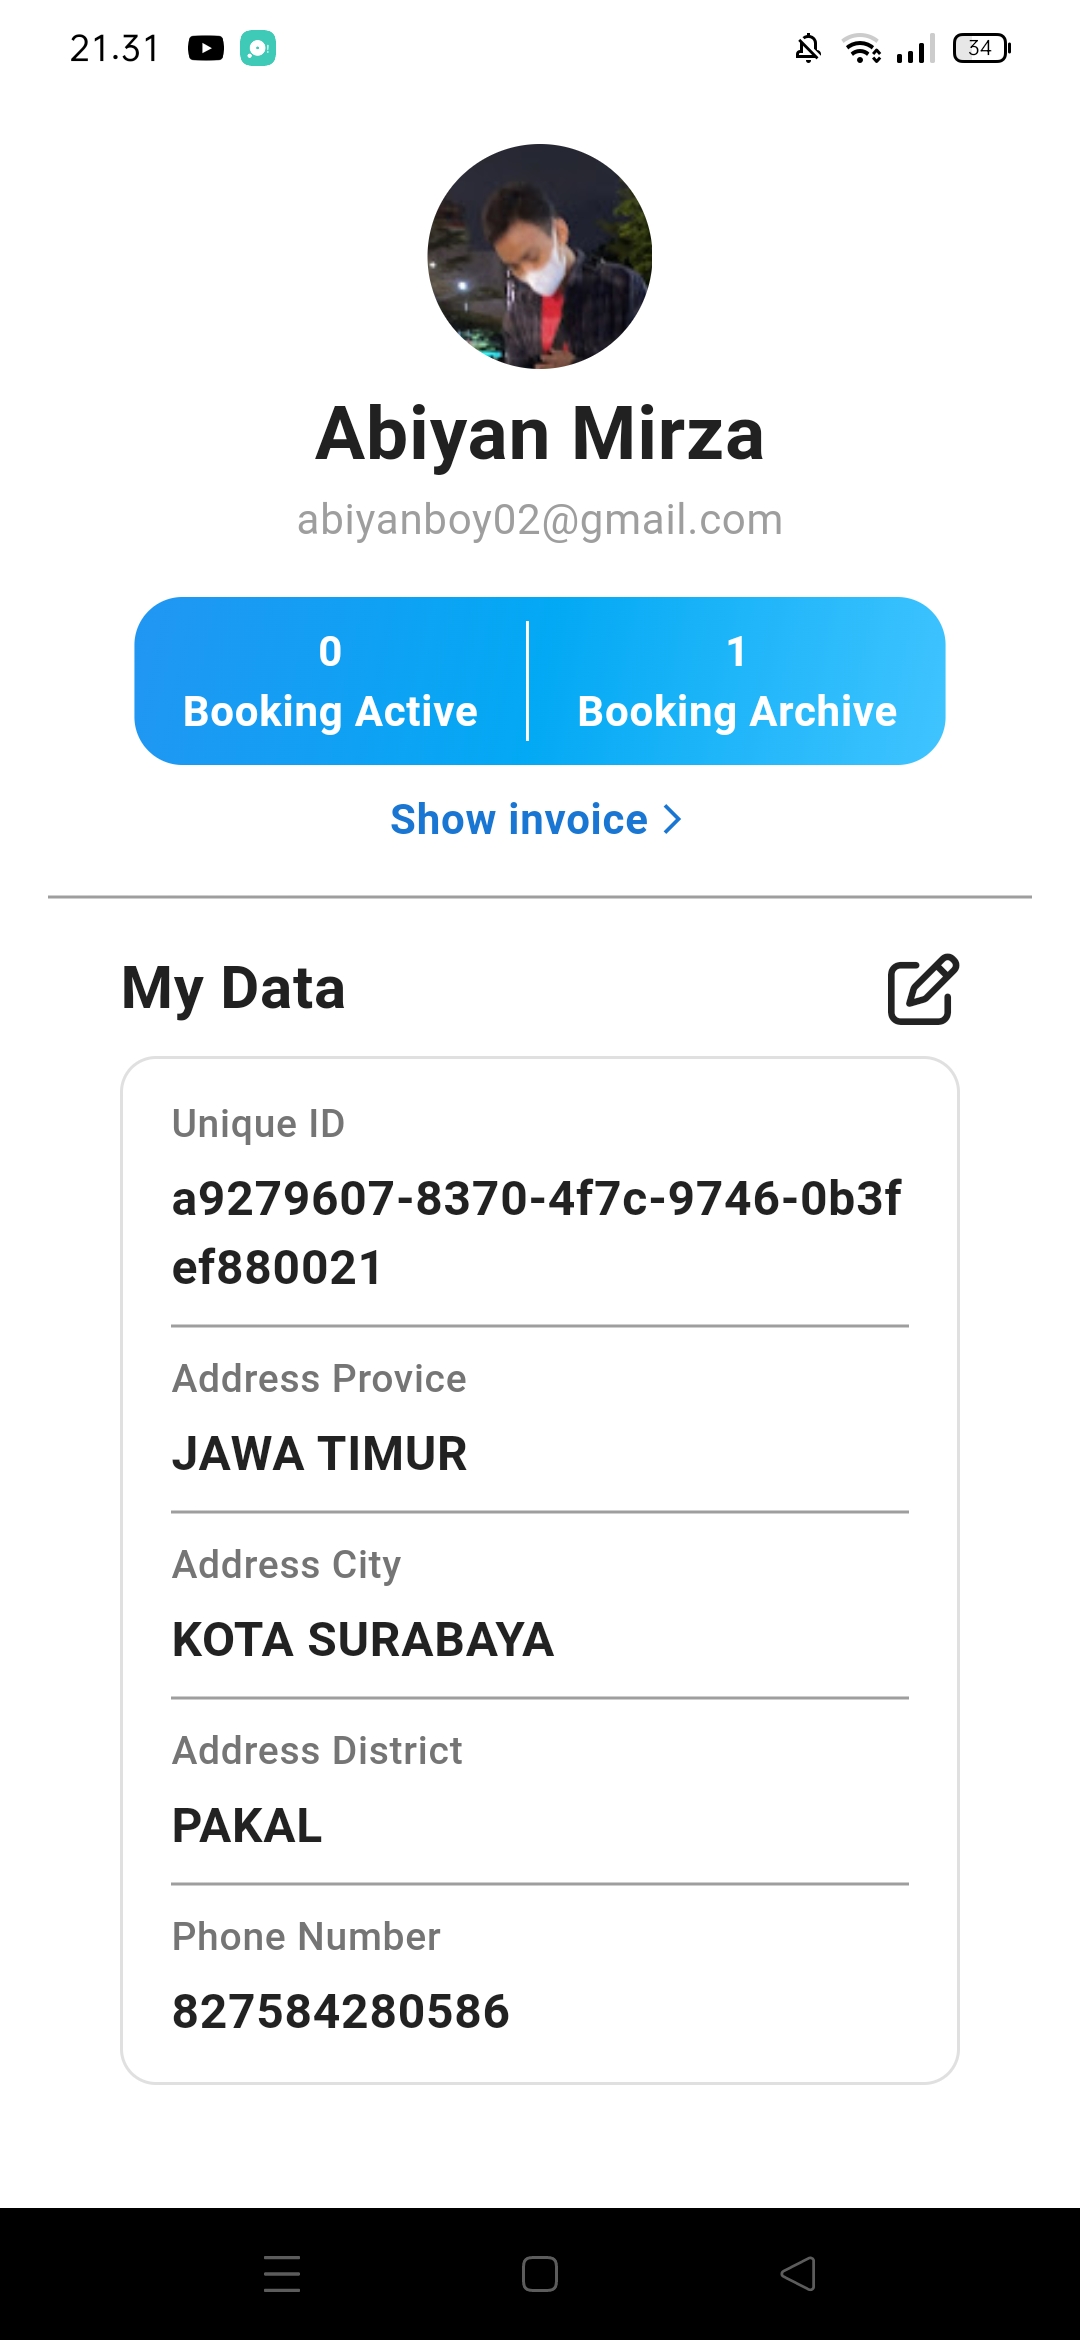 21.31
34
Abiyan Mirza
abiyanboy02@gmail.com
0
Booking Active
1
Booking Archive
Show invoice
My Data
Unique ID
a9279607-8370-4f7c-9746-0b3f
ef880021
Address Provice
JAWA TIMUR
Address City
KOTA SURABAYA
Address District
PAKAL
Phone Number
827584280586